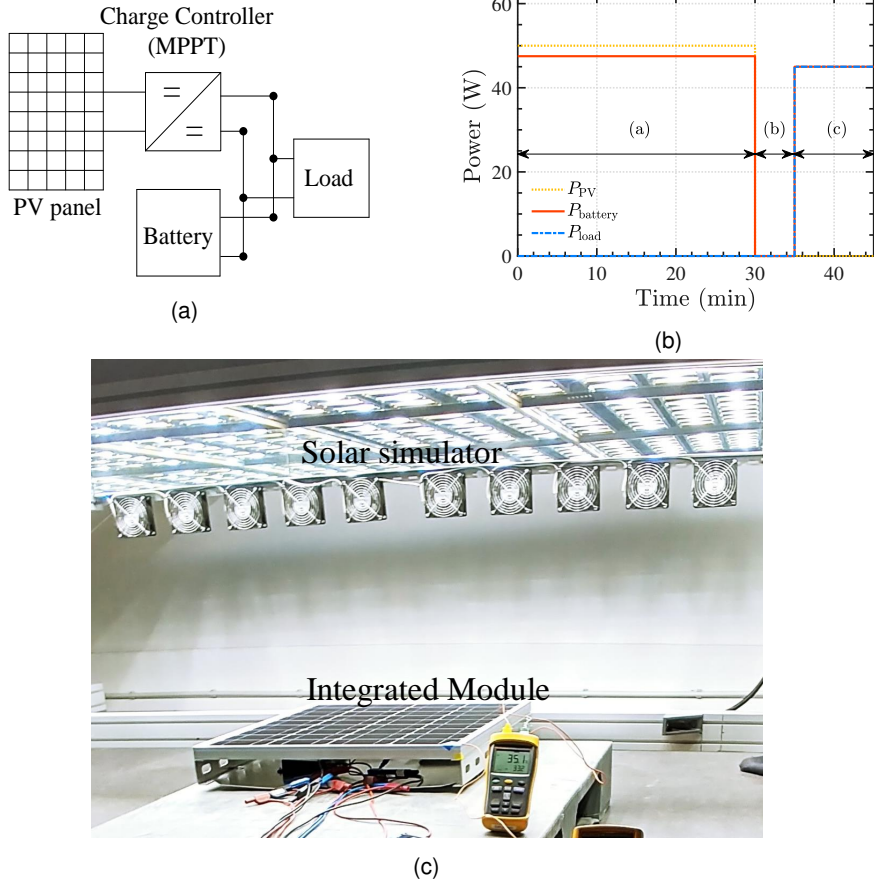 Charge Controller
(MPPT)
PV panel
Battery
Load
(a)
60
40
20
0
Power (W)
(a)
(b)
(c)
P_PV
P_battery
P_load
0
10
20
30
40
Time (min)
(b)
Solar simulator
Integrated Module
35.1
(c)